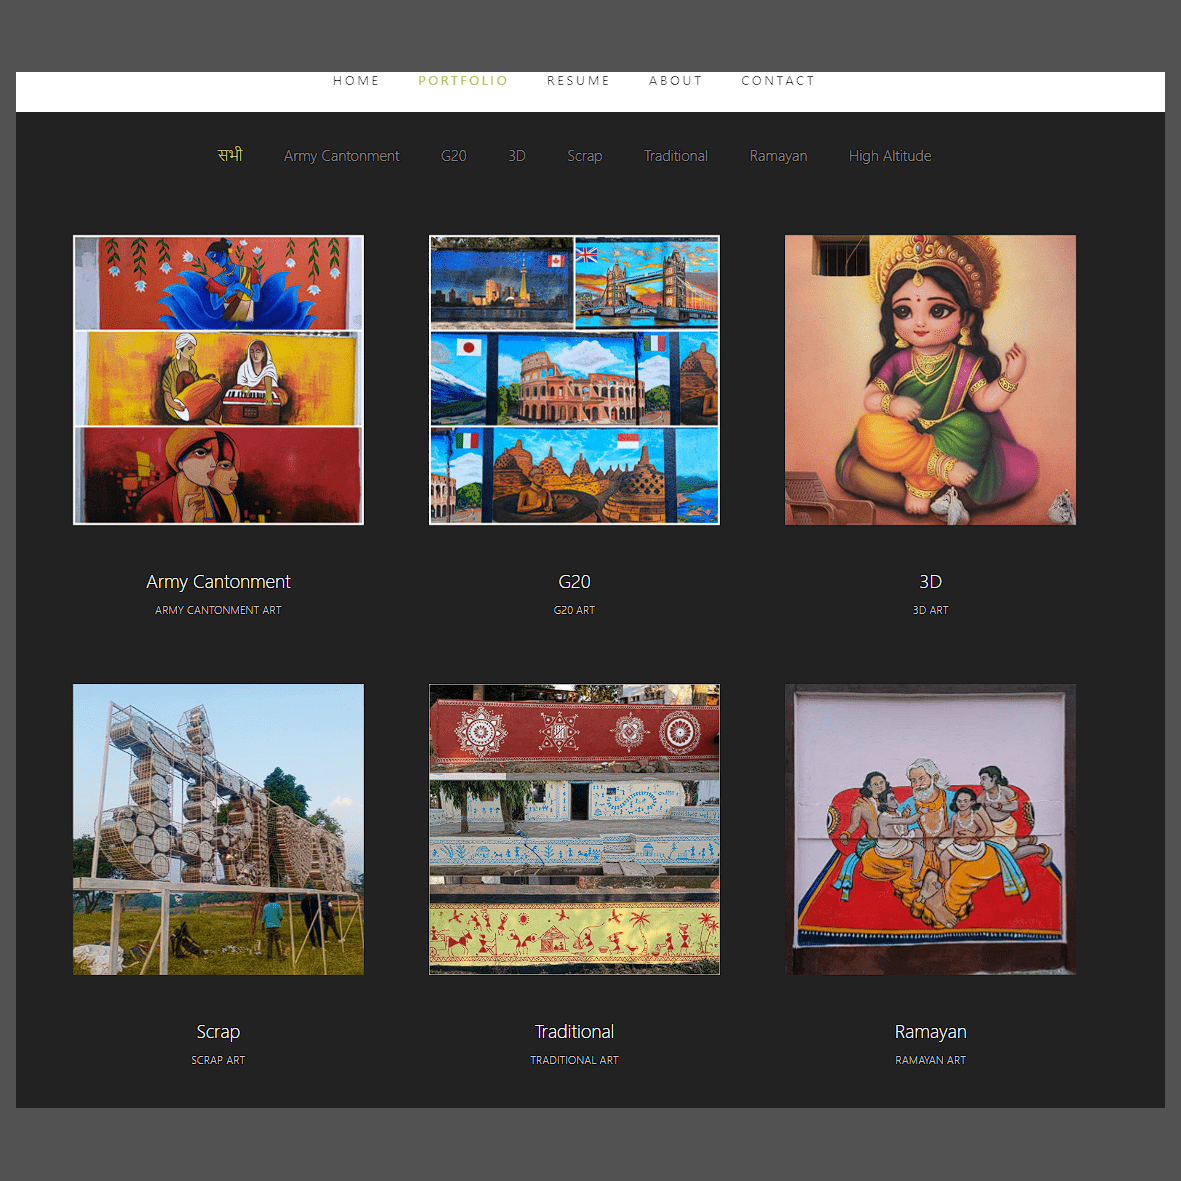 HOME PORTFOLIO RESUME ABOUT CONTACT
सभी Army Cantonment G20 3D Scrap Traditional Ramayan High Altitude
Army Cantonment G20 3D
ARMY CANTONMENT ART G20 ART 3D ART
Scrap Traditional Ramayan
SCRAP ART TRADITIONAL ART RAMAYAN ART